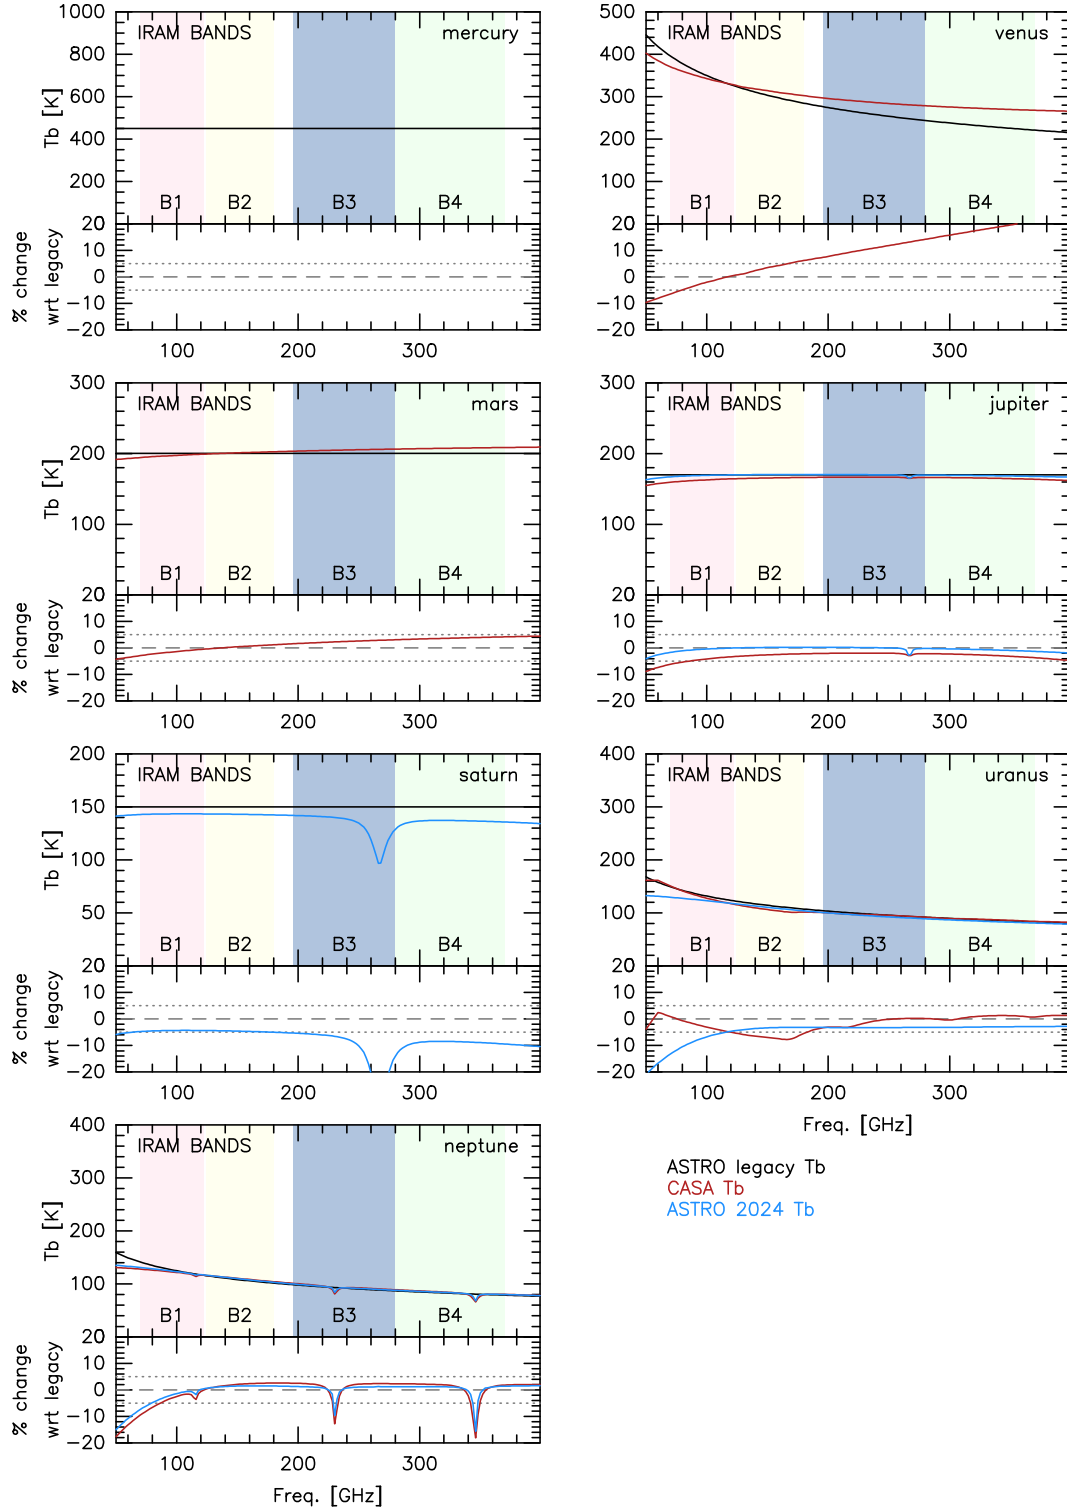 1000
800
600
400
200
0
Tb [K]
IRAM BANDS
mercury
B1
B2
B3
B4
20
10
0
−10
−20
% change
wrt legacy
100
200
300
500
400
300
200
100
0
IRAM BANDS
venus
B1
B2
B3
B4
20
10
0
−10
−20
100
200
300
300
200
100
0
Tb [K]
IRAM BANDS
mars
B1
B2
B3
B4
20
10
0
−10
−20
% change
wrt legacy
100
200
300
300
200
100
0
IRAM BANDS
jupiter
B1
B2
B3
B4
20
10
0
−10
−20
100
200
300
200
150
100
50
0
Tb [K]
IRAM BANDS
saturn
B1
B2
B3
B4
20
10
0
−10
−20
% change
wrt legacy
100
200
300
400
300
200
100
0
IRAM BANDS
uranus
B1
B2
B3
B4
20
10
0
−10
−20
100
200
300
Freq. [GHz]
400
300
200
100
0
Tb [K]
IRAM BANDS
neptune
B1
B2
B3
B4
20
10
0
−10
−20
% change
wrt legacy
100
200
300
Freq. [GHz]
ASTRO legacy Tb
CASA Tb
ASTRO 2024 Tb